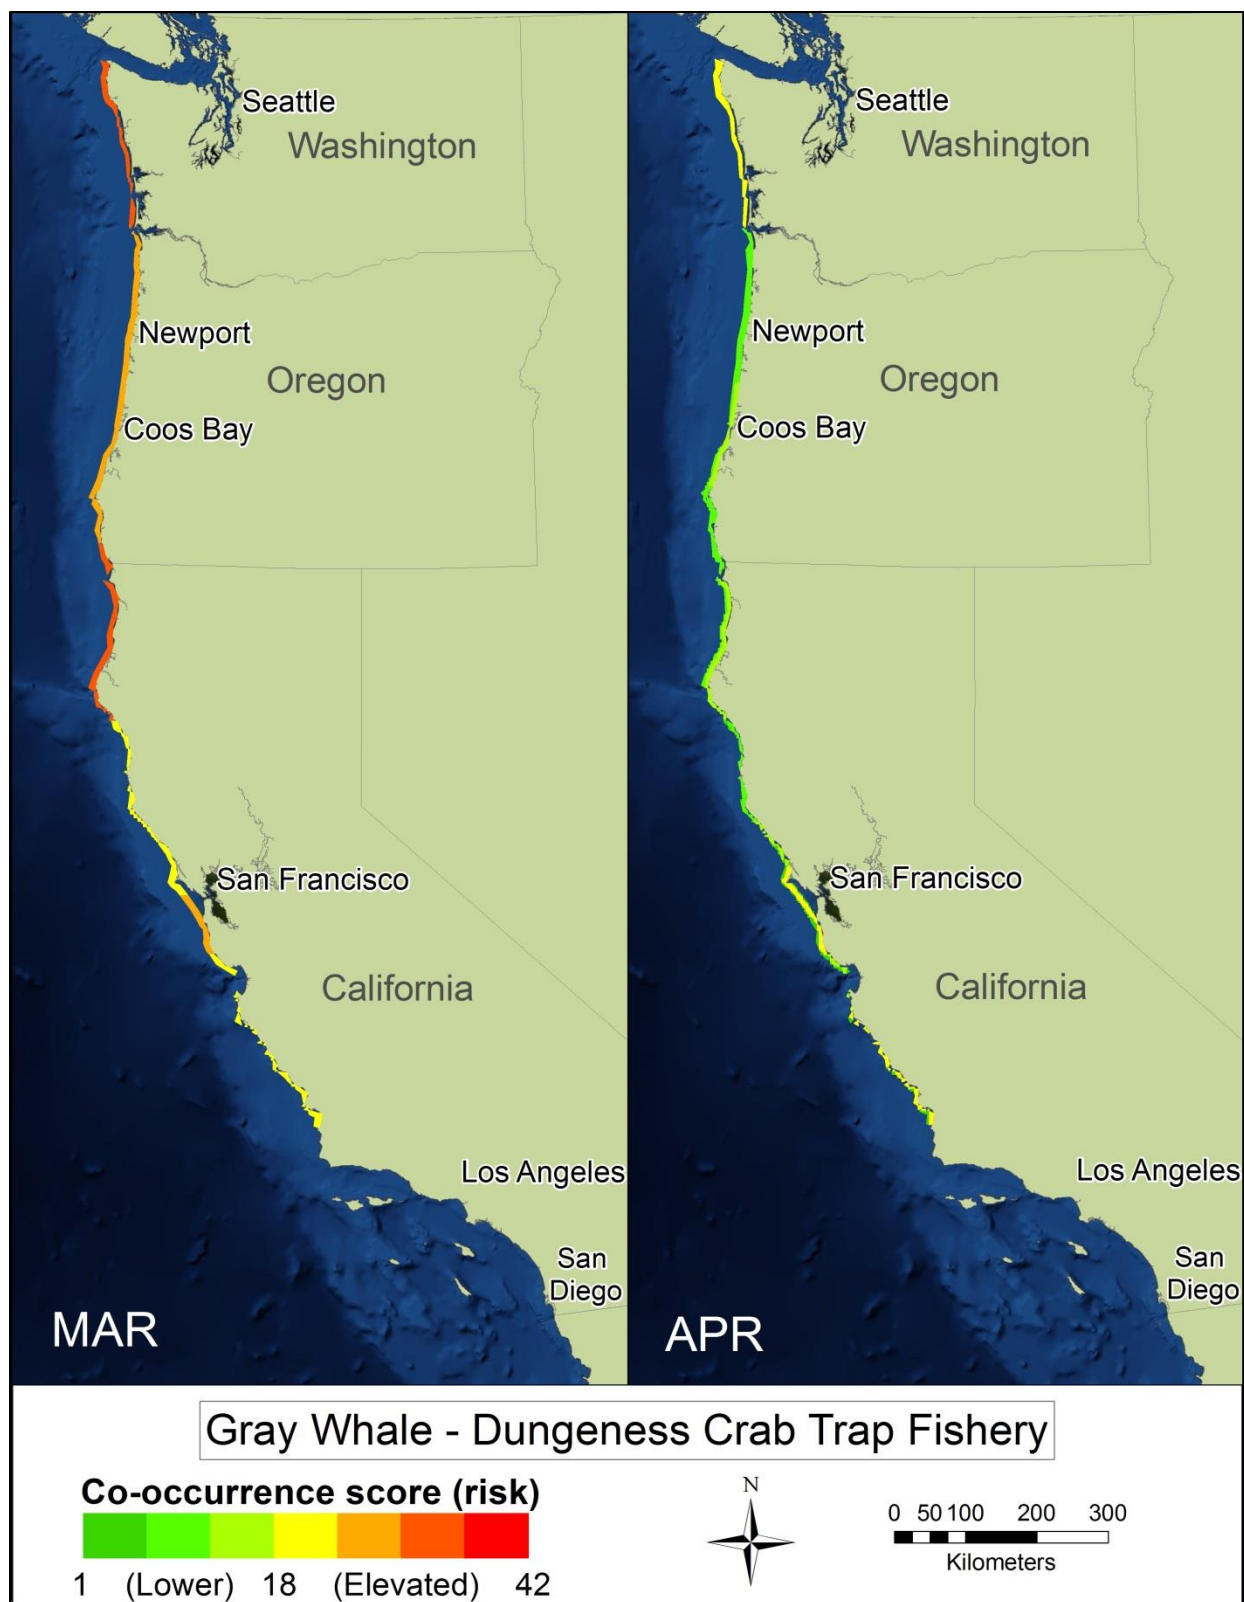 Seattle
Washington
Newport
Oregon
Coos Bay
San Francisco
California
Los Angeles
San
Diego
MAR
Seattle
Washington
Newport
Oregon
Coos Bay
San Francisco
California
Los Angeles
San
Diego
APR
Gray Whale - Dungeness Crab Trap Fishery
Co-occurrence score (risk)
1 (Lower) 18 (Elevated) 42
N
0 50 100 200 300
Kilometers